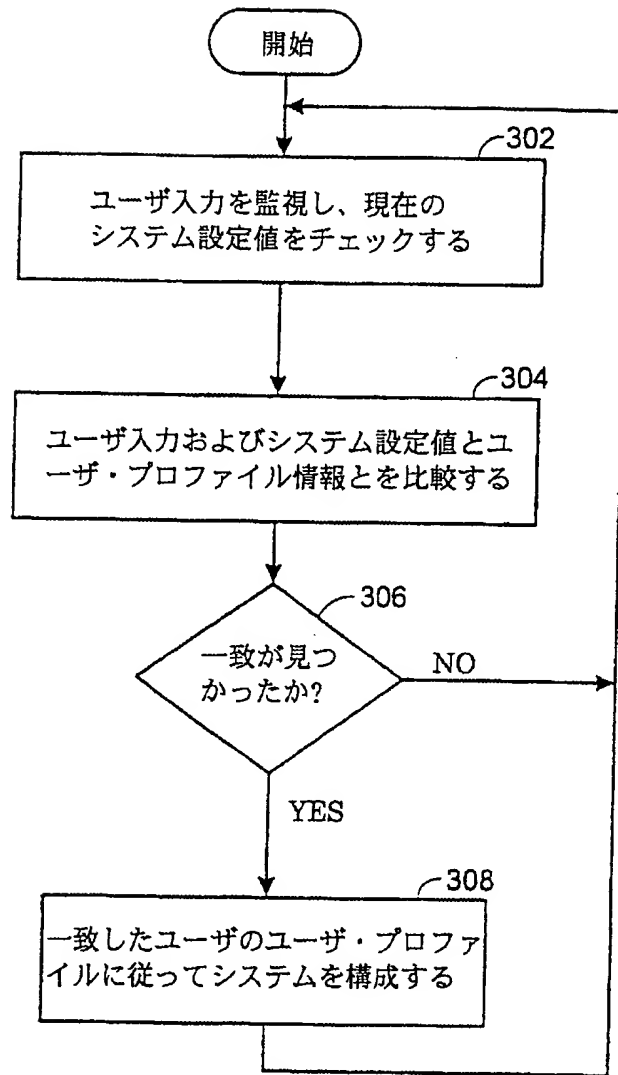 開始
302
ユーザ入力を監視し、現在の
システム設定値をチェックする
304
ユーザ入力およびシステム設定値とユ
ーザ・プロファイル情報とを比較する
306
一致が見つ
かったか?
NO
YES
308
一致したユーザのユーザ・プロファ
イルに従ってシステムを構成する